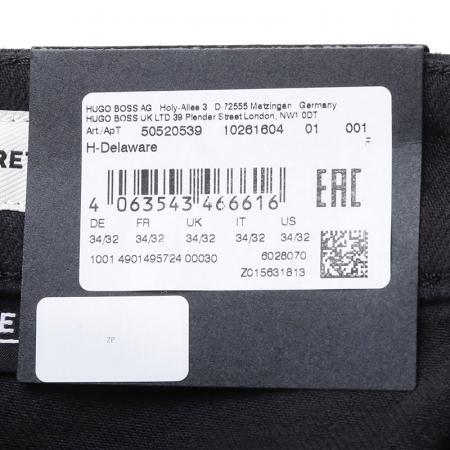 HUGO BOSS AG Holy-Allee 3 D-72555 Metzingen Germany
HUGO BOSS UK LTD 39 Plender Street London, NW1 0DT
Art./ApT 50520539 10261604 01 001
F
H-Delaware
4 063543 466616
EAC
DE FR UK IT US
34/32 34/32 34/32 34/32 34/32
1001 4901495724 00030 6028070
Z015631813
ZP
RET
E